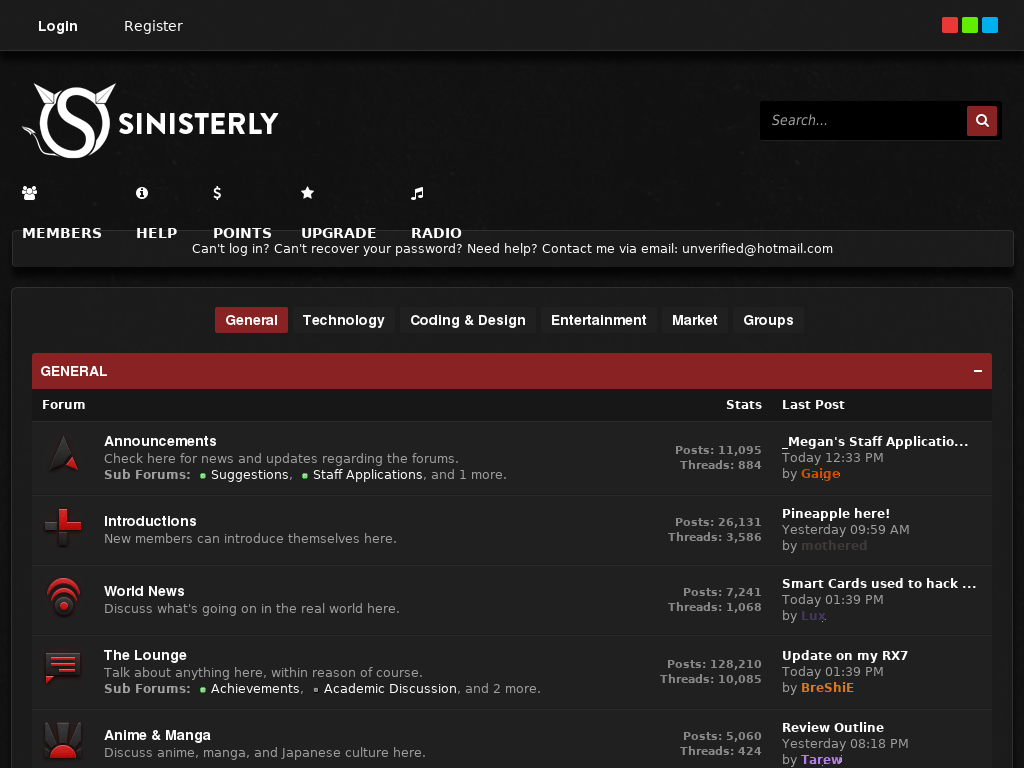 Login
Register
SINISTERLY
Search...
MEMBERS
HELP
$
POINTS
UPGRADE
RADIO
Can't log in? Can't recover your password? Need help? Contact me via email: unverified@hotmail.com
General
Technology
Coding & Design
Entertainment
Market
Groups
GENERAL
Forum
Stats
Last Post
Announcements
Check here for news and updates regarding the forums.
Sub Forums: Suggestions, Staff Applications, and 1 more.
Posts: 11,095
Threads: 884
_Megan's Staff Applicatio...
Today 12:33 PM
by Gaige
Introductions
New members can introduce themselves here.
Posts: 26,131
Threads: 3,586
Pineapple here!
Yesterday 09:59 AM
by mothered
World News
Discuss what's going on in the real world here.
Posts: 7,241
Threads: 1,068
Smart Cards used to hack ...
Today 01:39 PM
by Lux
The Lounge
Talk about anything here, within reason of course.
Sub Forums: Achievements, Academic Discussion, and 2 more.
Posts: 128,210
Threads: 10,085
Update on my RX7
Today 01:39 PM
by BreShiE
Anime & Manga
Discuss anime, manga, and Japanese culture here.
Posts: 5,060
Threads: 424
Review Outline
Yesterday 08:18 PM
by Tarew